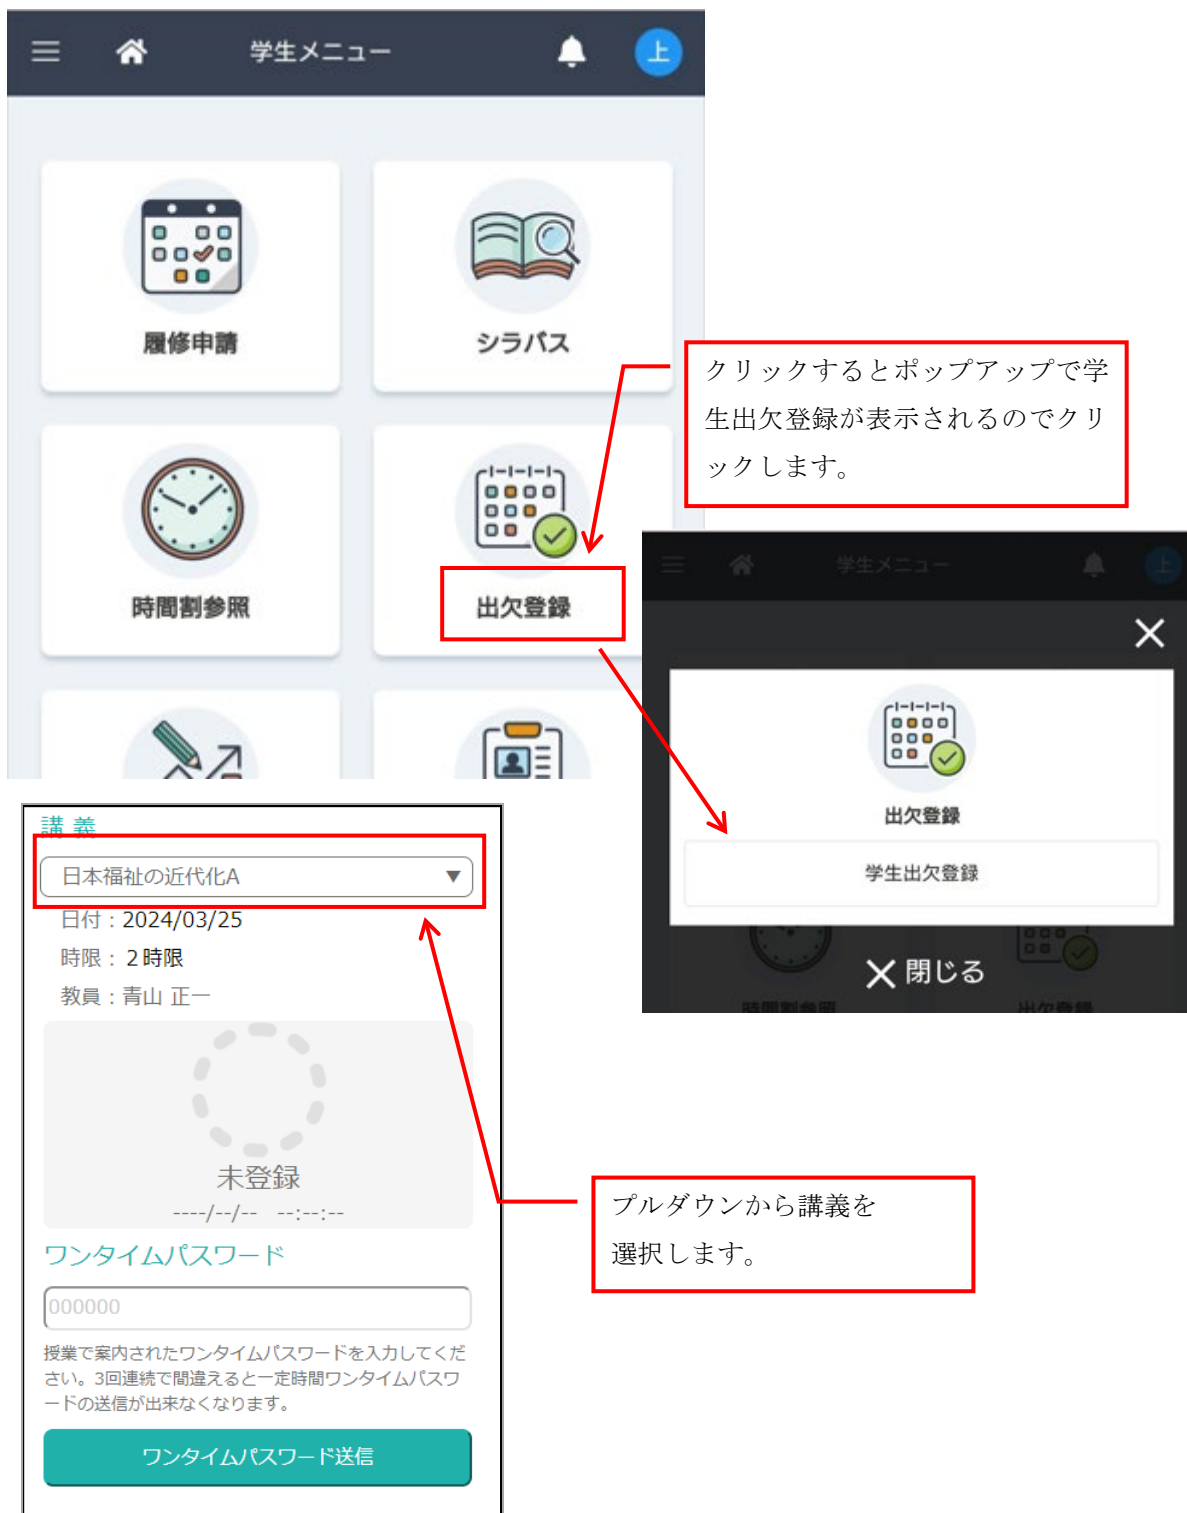 学生メニュー
上
履修申請
シラバス
クリックするとポップアップで学
生出欠登録が表示されるのでクリ
ックします。
時間割参照
出欠登録
学生メニュー
上
出欠登録
学生出欠登録
閉じる
時間割参照
出欠登録
講義
日本福祉の近代化A
日付：2024/03/25
時限：２時限
教員：青山 正一
未登録
----/--/-- --:--:--
プルダウンから講義を
選択します。
ワンタイムパスワード
000000
授業で案内されたワンタイムパスワードを入力してくだ
さい。3回連続で間違えると一定時間ワンタイムパスワ
ードの送信が出来なくなります。
ワンタイムパスワード送信